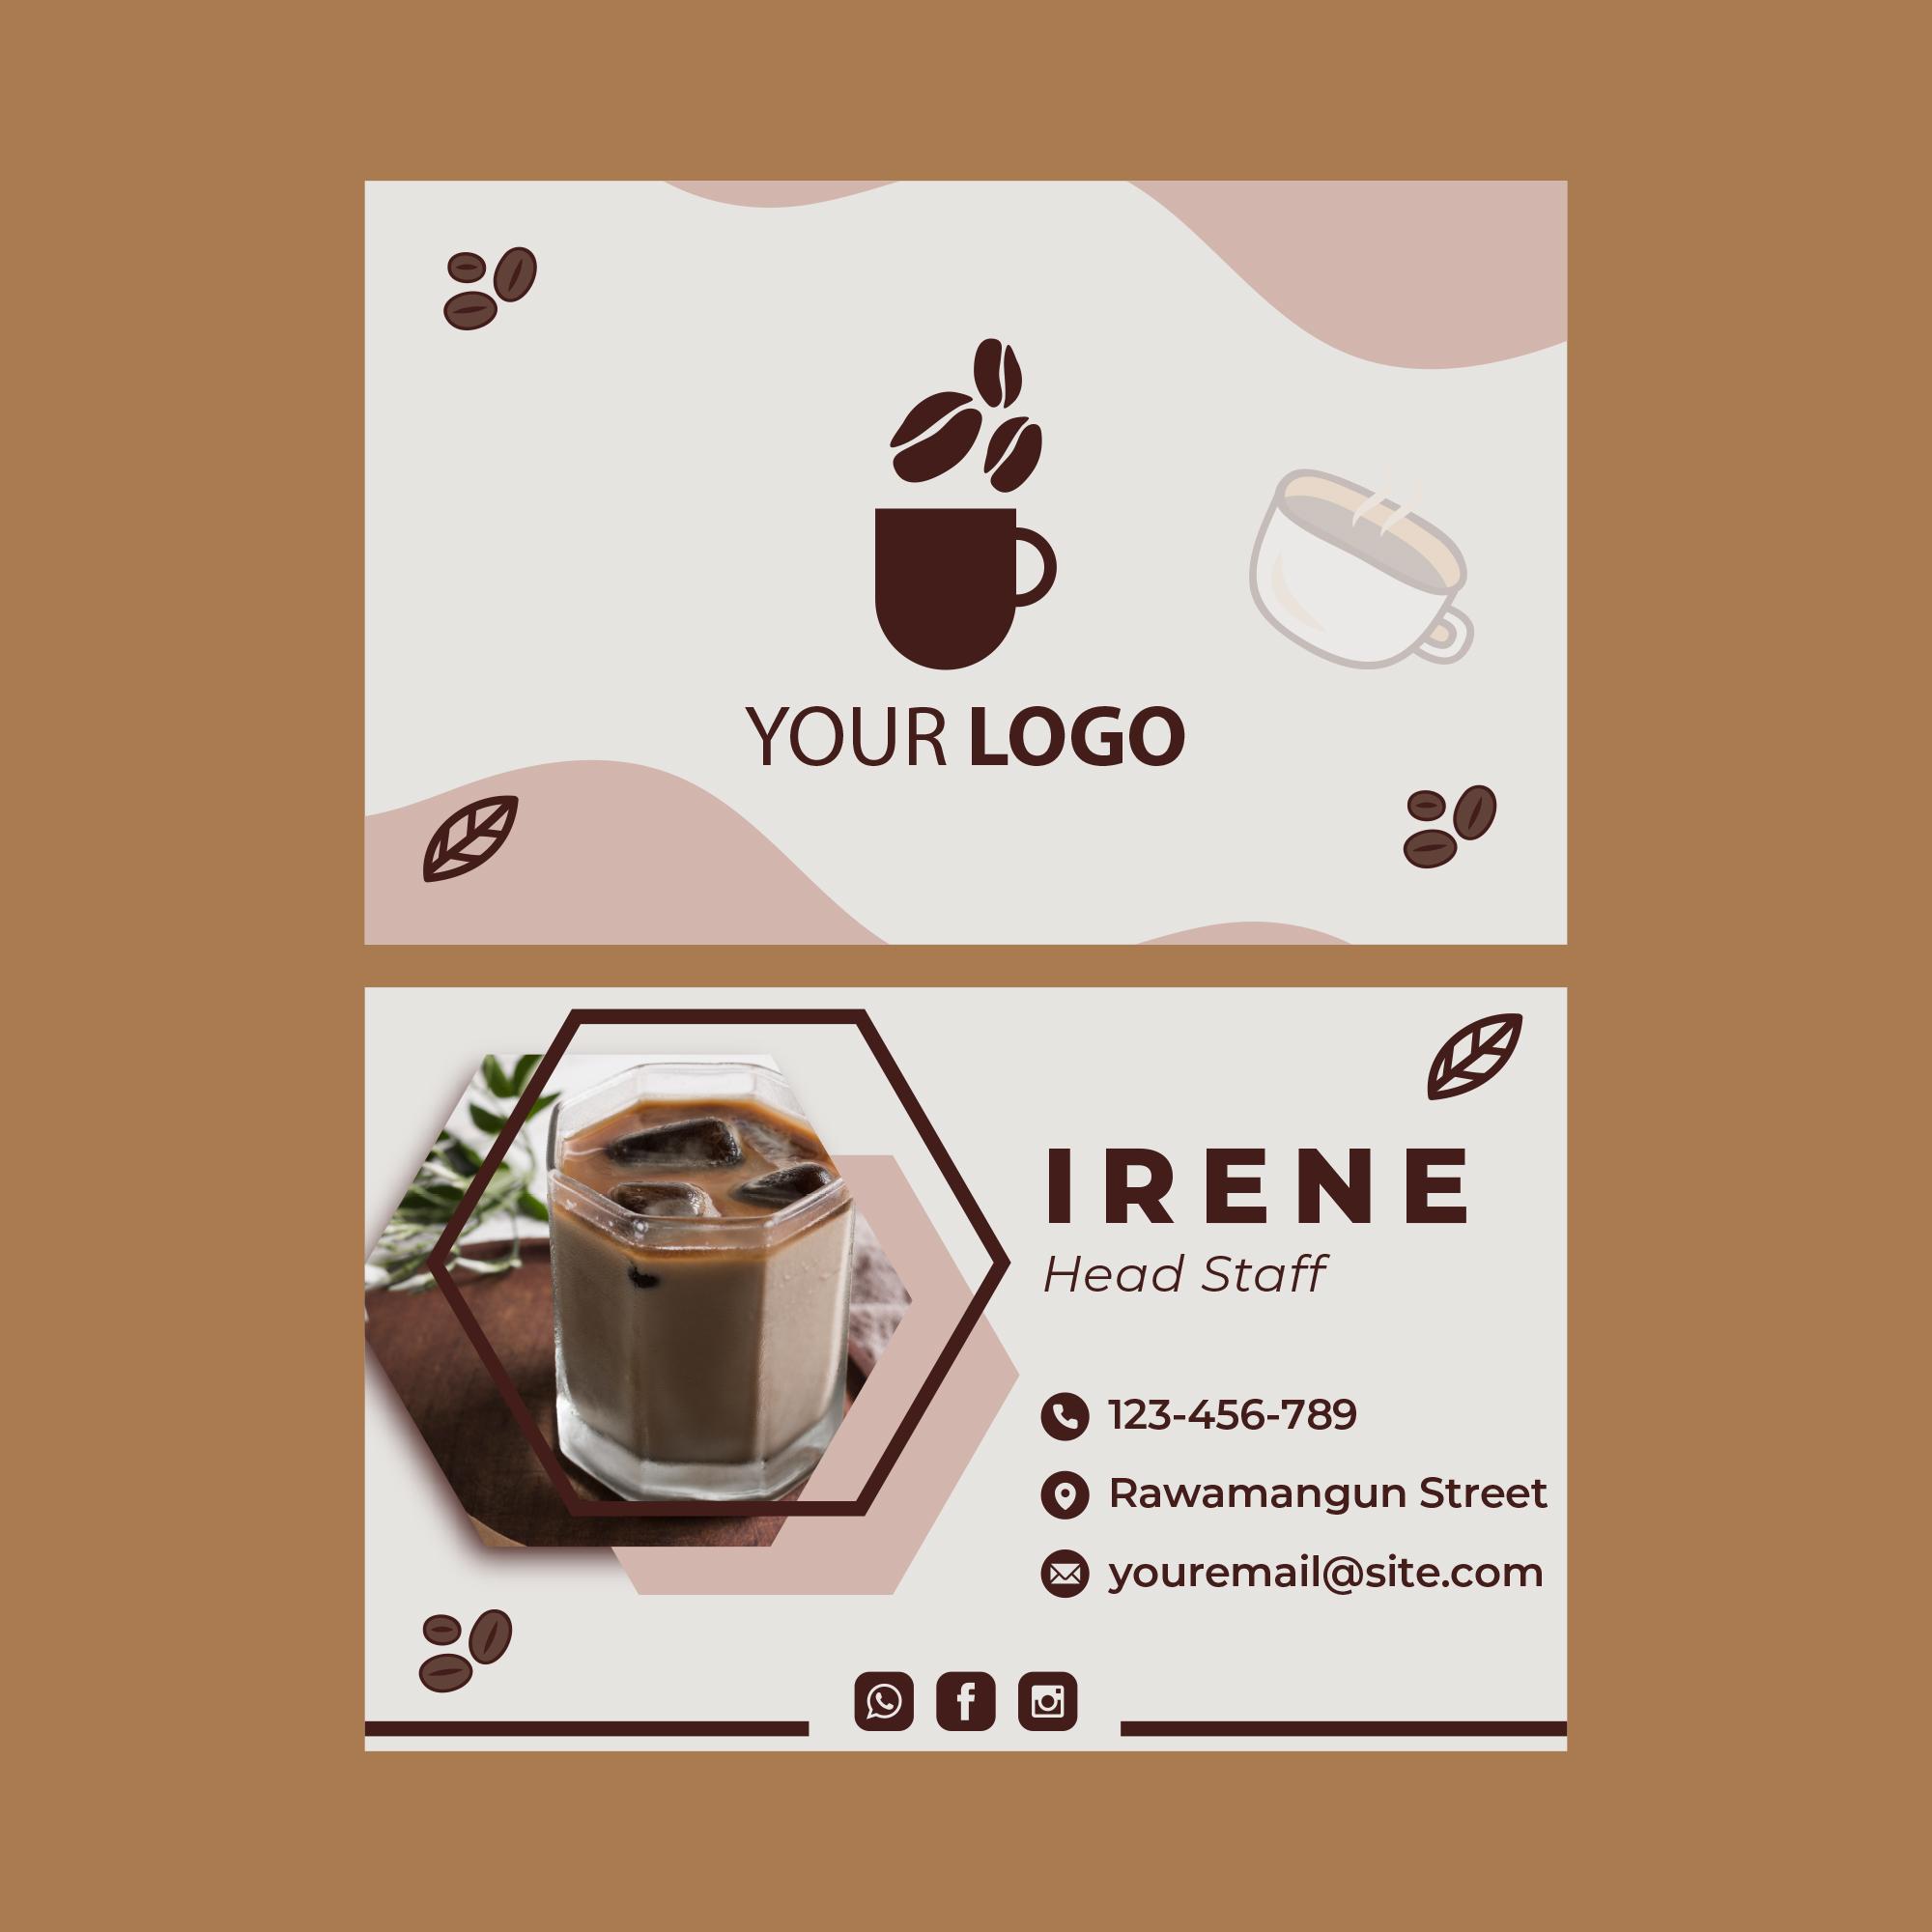 YOUR LOGO
IRENE
Head Staff
123-456-789
Rawamangun Street
youremail@site.com